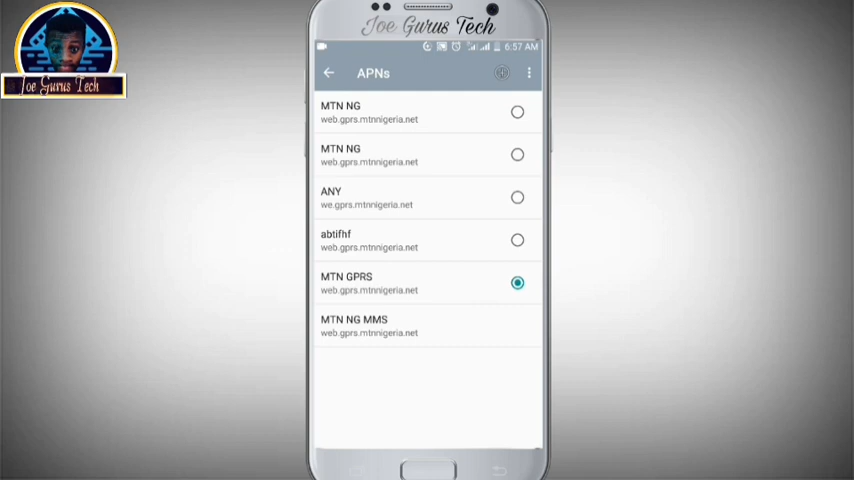 Joe Gurus Tech
Joe Gurus Tech
6:57 AM
APNs
MTN NG
web.gprs.mtnnigeria.net
MTN NG
web.gprs.mtnnigeria.net
ANY
we.gprs.mtnnigeria.net
abtifhf
web.gprs.mtnnigeria.net
MTN GPRS
web.gprs.mtnnigeria.net
MTN NG MMS
web.gprs.mtnnigeria.net